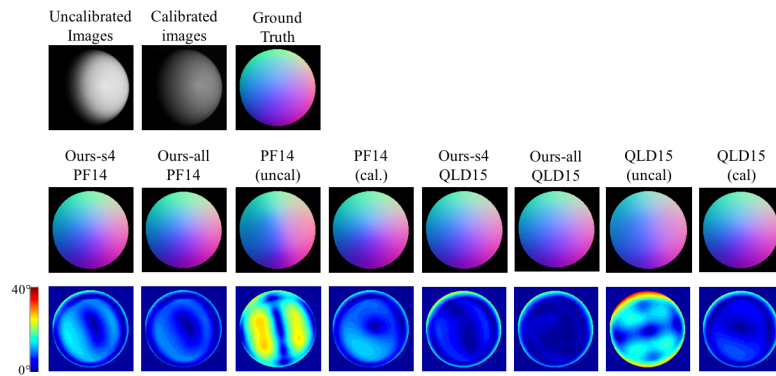 Uncalibrated Calibrated Ground
Images images Truth
Ours-s4 Ours-all PF14 PF14 Ours-s4 Ours-all QLD15 QLD15
PF14 PF14 (uncal) (cal.) QLD15 QLD15 (uncal) (cal)
40°
0°